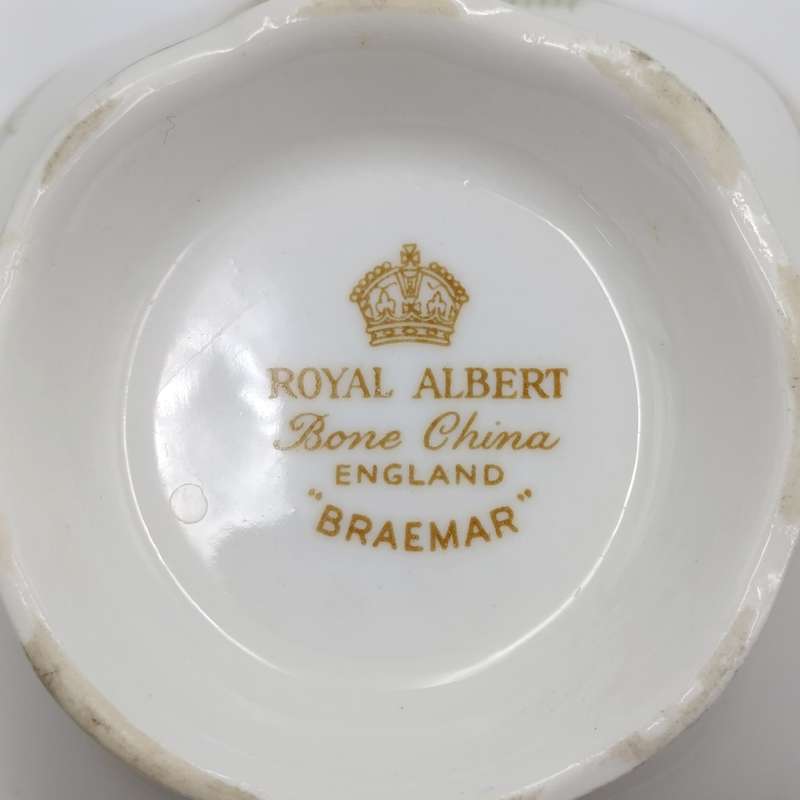 ROYAL ALBERT
Bone China
ENGLAND
"BRAEMAR"